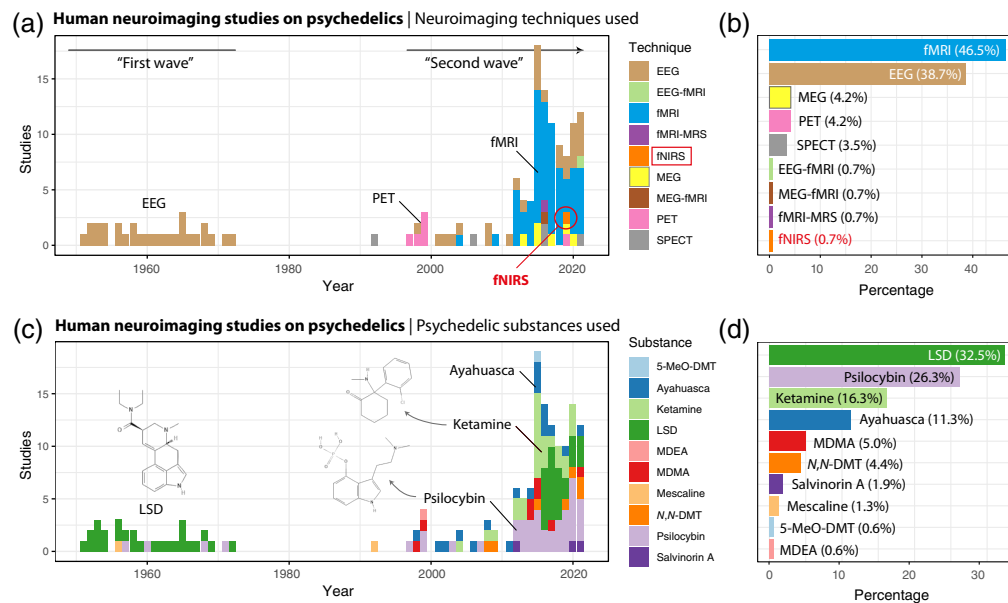 (a) Human neuroimaging studies on psychedelics | Neuroimaging techniques used
"First wave"
"Second wave"
EEG
PET
fMRI
fNIRS
Studies
15
10
5
0
1960
1980
2000
2020
Year
Technique
EEG
EEG-fMRI
fMRI
fMRI-MRS
fNIRS
MEG
MEG-fMRI
PET
SPECT
(b)
fMRI (46.5%)
EEG (38.7%)
MEG (4.2%)
PET (4.2%)
SPECT (3.5%)
EEG-fMRI (0.7%)
MEG-fMRI (0.7%)
fMRI-MRS (0.7%)
fNIRS (0.7%)
0
10
20
30
40
Percentage
(c) Human neuroimaging studies on psychedelics | Psychedelic substances used
Ayahuasca
Ketamine
Psilocybin
LSD
Studies
15
10
5
0
1960
1980
2000
2020
Year
Substance
5-MeO-DMT
Ayahuasca
Ketamine
LSD
MDEA
MDMA
Mescaline
N,N-DMT
Psilocybin
Salvinorin A
(d)
LSD (32.5%)
Psilocybin (26.3%)
Ketamine (16.3%)
Ayahuasca (11.3%)
MDMA (5.0%)
N,N-DMT (4.4%)
Salvinorin A (1.9%)
Mescaline (1.3%)
5-MeO-DMT (0.6%)
MDEA (0.6%)
0
10
20
30
Percentage